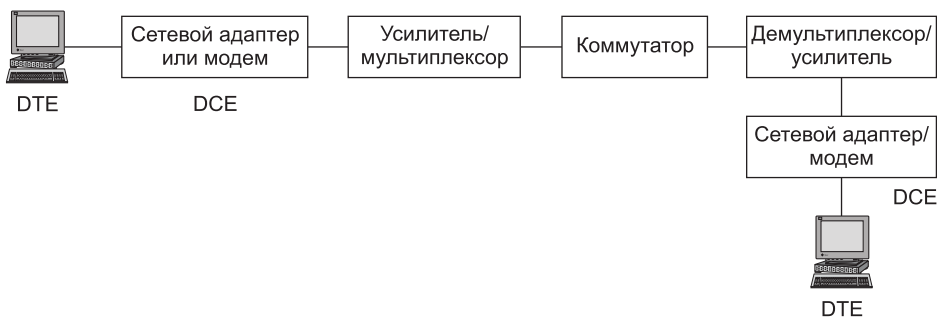 Сетевой адаптер
или модем
Усилитель/
мультиплексор
Коммутатор
Демультиплексор/
усилитель
DTE
DCE
Сетевой адаптер/
модем
DCE
DTE